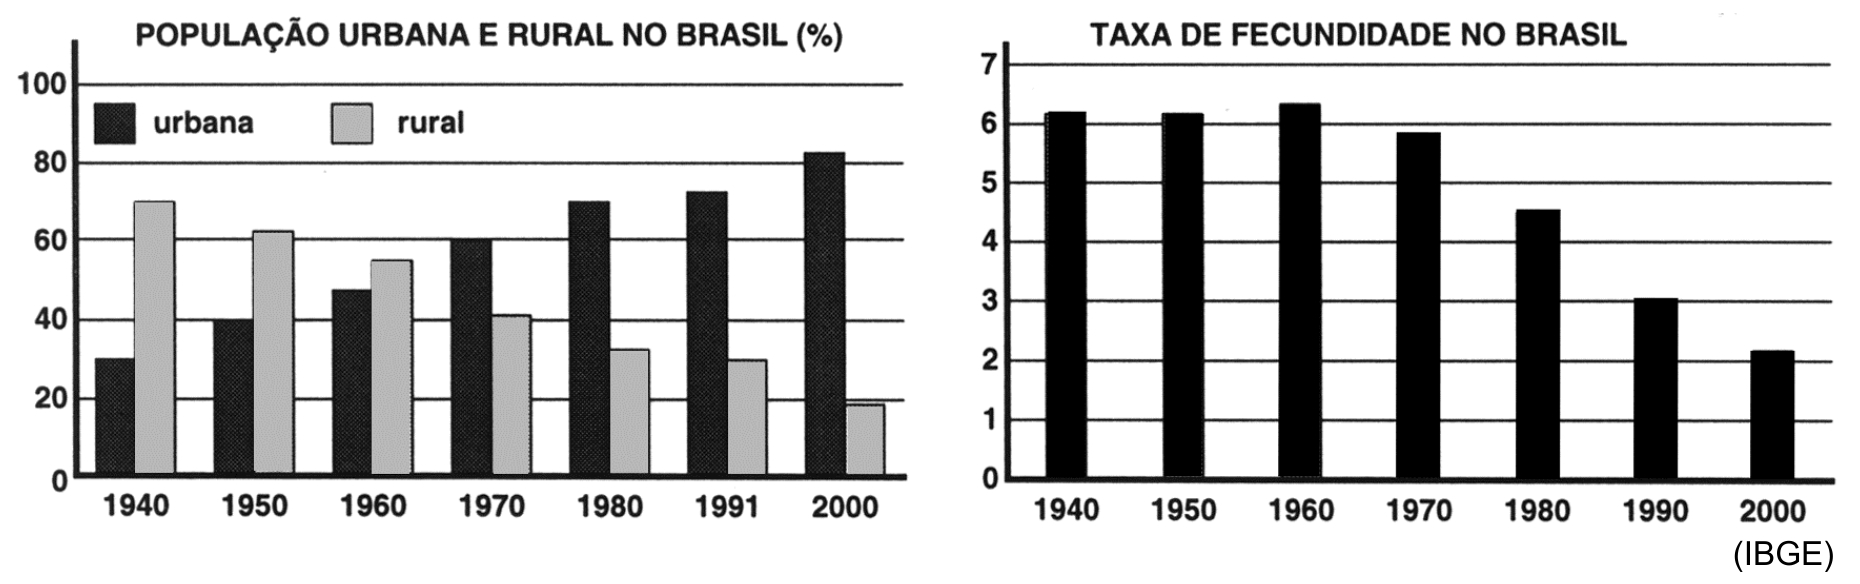 POPULAÇÃO URBANA E RURAL NO BRASIL (%)
100
urbana rural
80
60
40
20
0
1940 1950 1960 1970 1980 1991 2000
TAXA DE FECUNDIDADE NO BRASIL
7
6
5
4
3
2
1
0
1940 1950 1960 1970 1980 1990 2000
(IBGE)